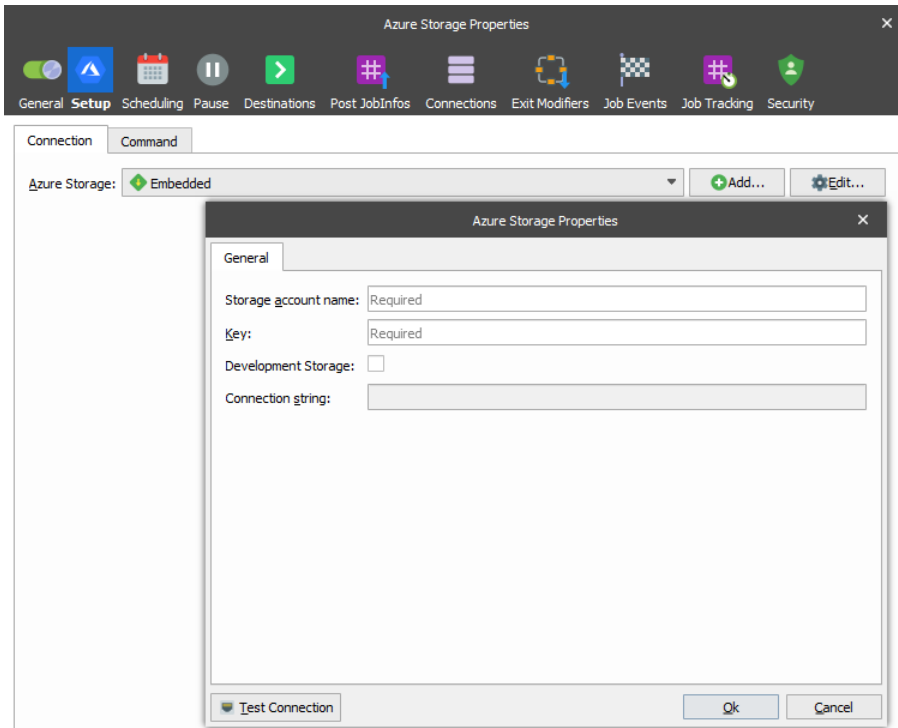 Azure Storage Properties
General Setup Scheduling Pause Destinations Post JobInfos Connections Exit Modifiers Job Events Job Tracking Security
Connection Command
Azure Storage: Embedded Add... Edit...
Azure Storage Properties
General
Storage account name: Required
Key: Required
Development Storage:
Connection string:
Test Connection Ok Cancel